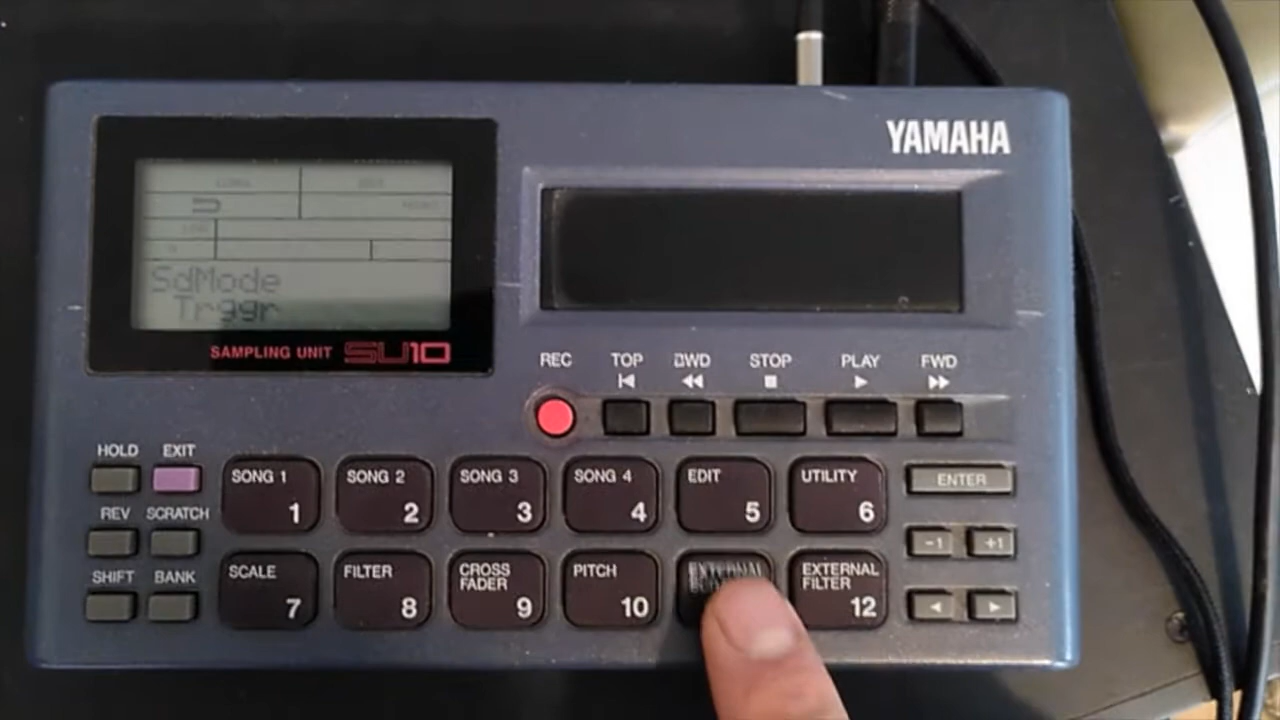 YAMAHA
SdMode
Trggr
SAMPLING UNIT SU10
REC TOP BWD STOP PLAY FWD
HOLD EXIT
SONG 1 SONG 2 SONG 3 SONG 4 EDIT UTILITY ENTER
1 2 3 4 5 6
REV SCRATCH
-1 +1
SHIFT BANK
SCALE FILTER CROSS PITCH EXTERNAL EXTERNAL
FADER FILTER
7 8 9 10 12